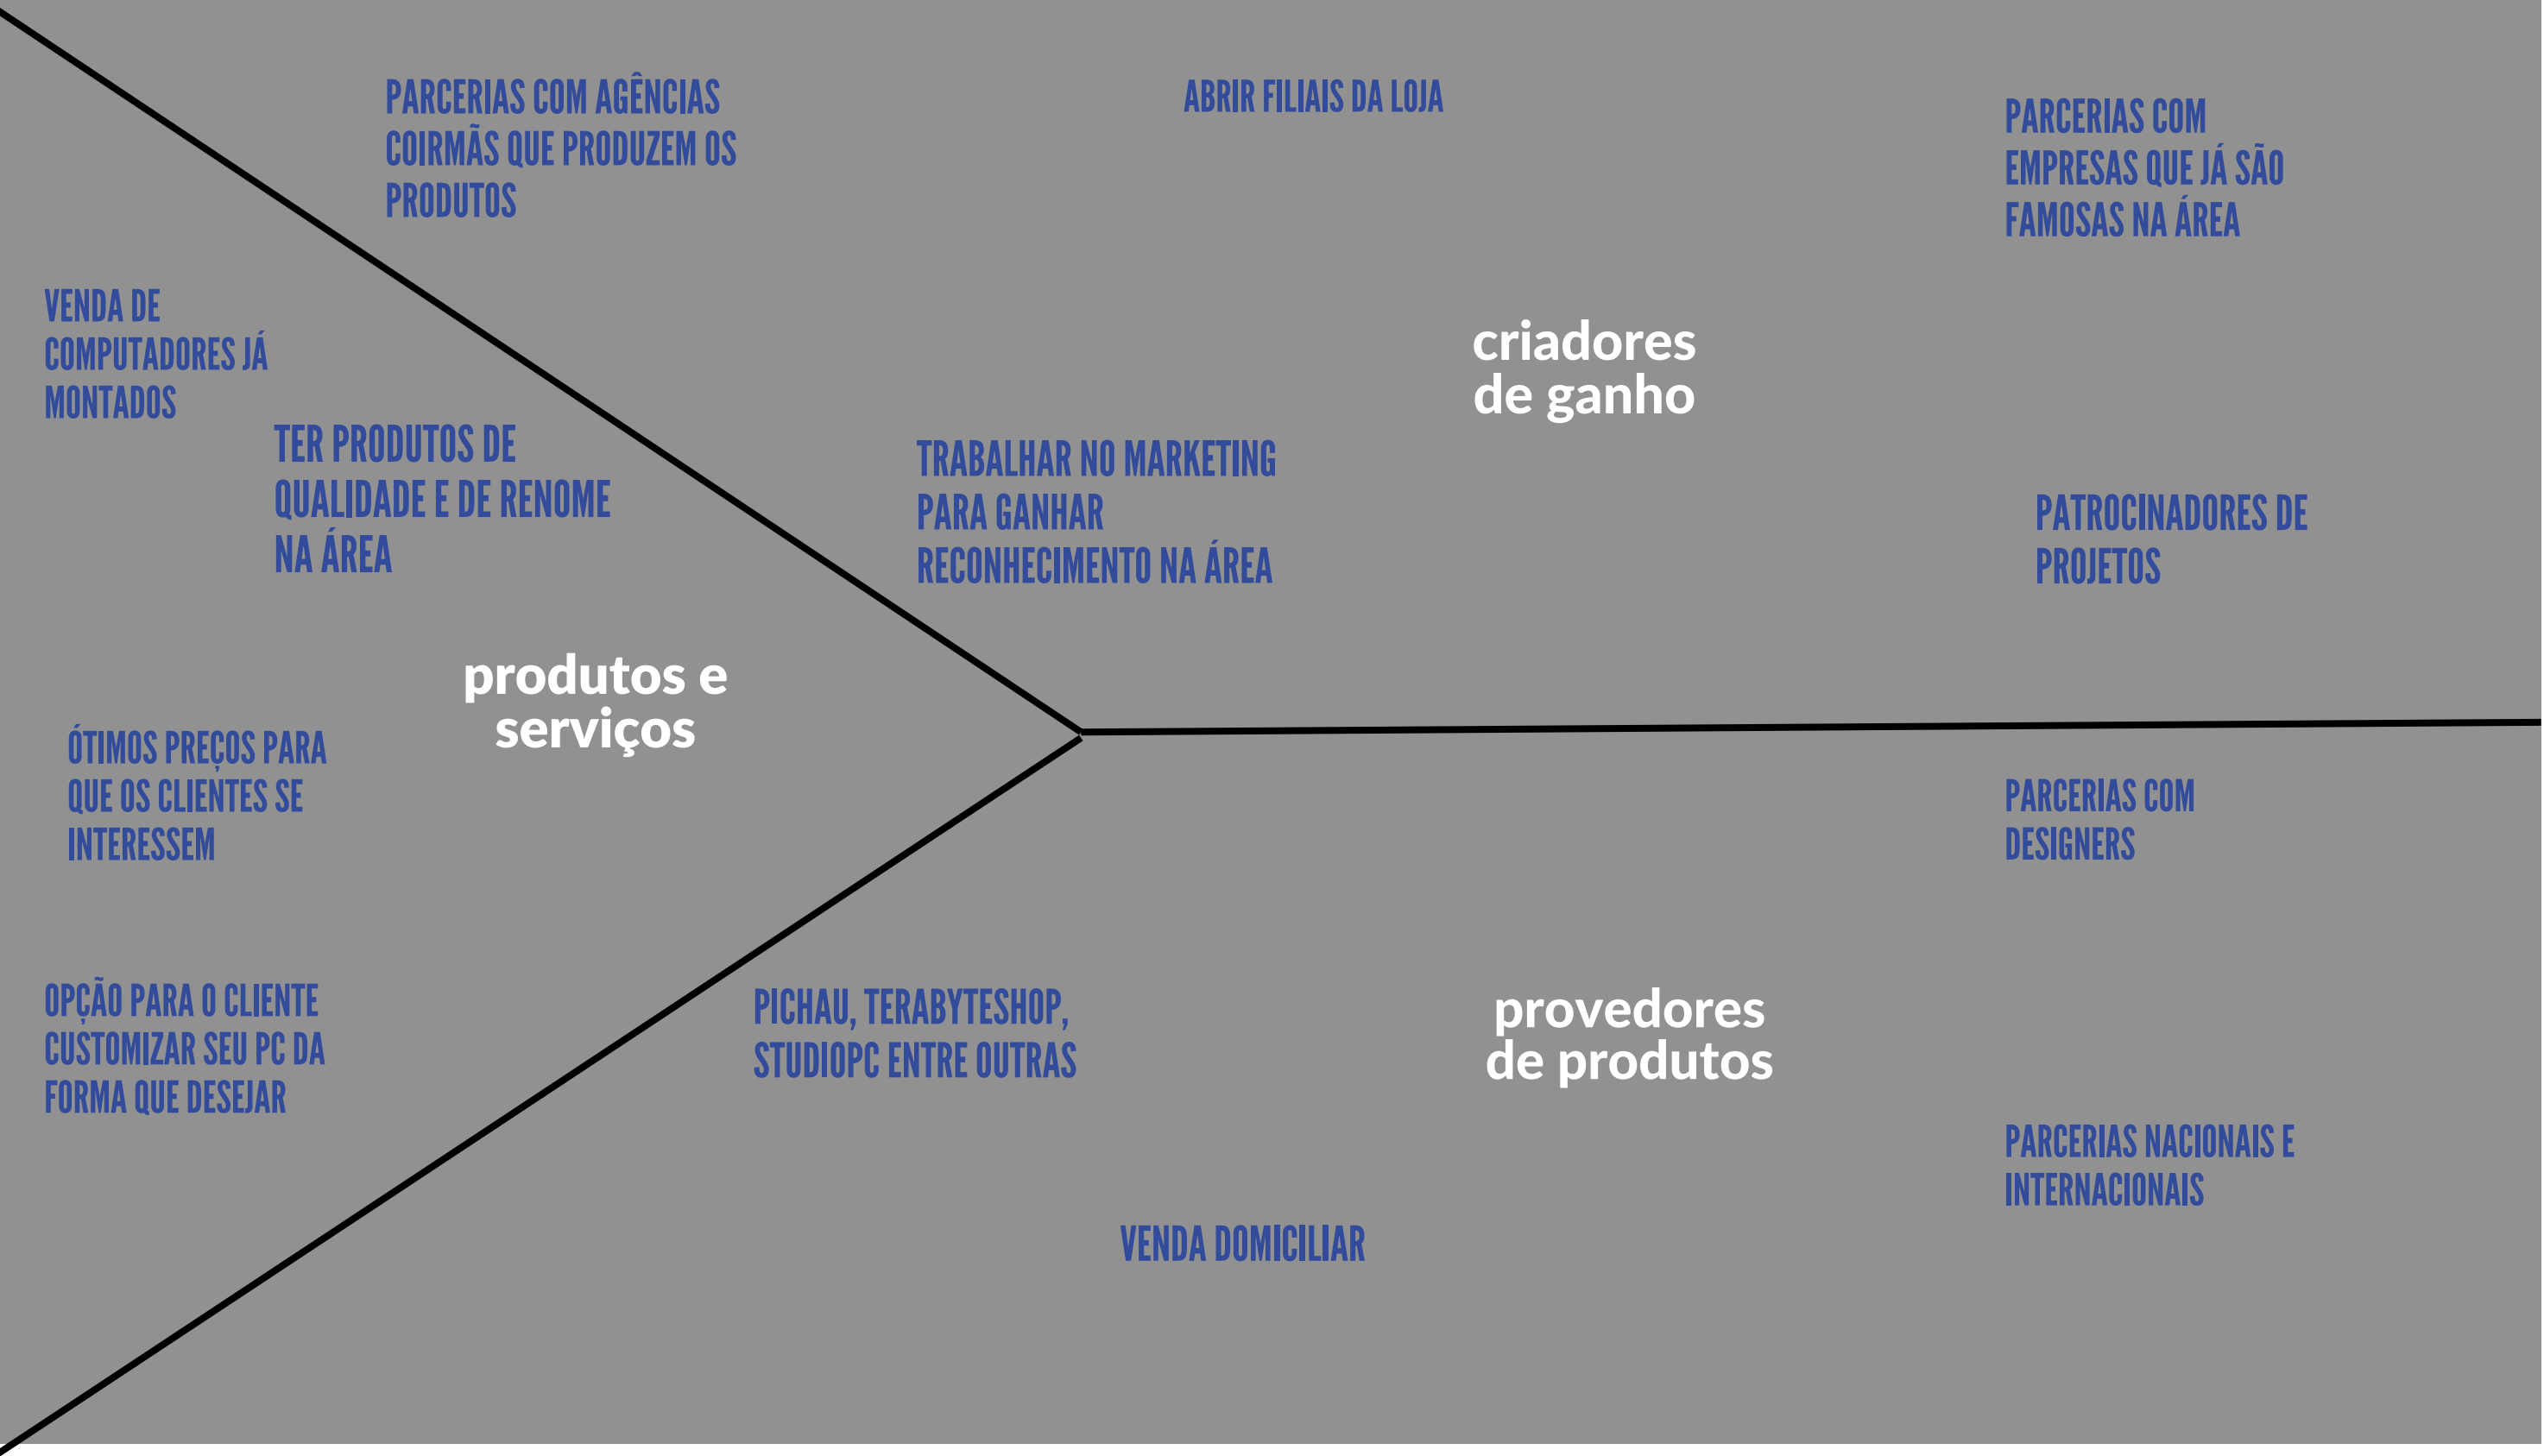 PARCERIAS COM AGÊNCIAS
COIRMÃS QUE PRODUZEM OS
PRODUTOS
ABRIR FILIAIS DA LOJA
PARCERIAS COM
EMPRESAS QUE JÁ SÃO
FAMOSAS NA ÁREA
criadores
de ganho
TRABALHAR NO MARKETING
PARA GANHAR
RECONHECIMENTO NA ÁREA
PATROCINADORES DE
PROJETOS
VENDA DE
COMPUTADORES JÁ
MONTADOS
TER PRODUTOS DE
QUALIDADE E DE RENOME
NA ÁREA
produtos e
serviços
ÓTIMOS PREÇOS PARA
QUE OS CLIENTES SE
INTERESSEM
OPÇÃO PARA O CLIENTE
CUSTOMIZAR SEU PC DA
FORMA QUE DESEJAR
PARCERIAS COM
DESIGNERS
PICHAU, TERABYTESHOP,
STUDIOPC ENTRE OUTRAS
provedores
de produtos
PARCERIAS NACIONAIS E
INTERNACIONAIS
VENDA DOMICILIAR